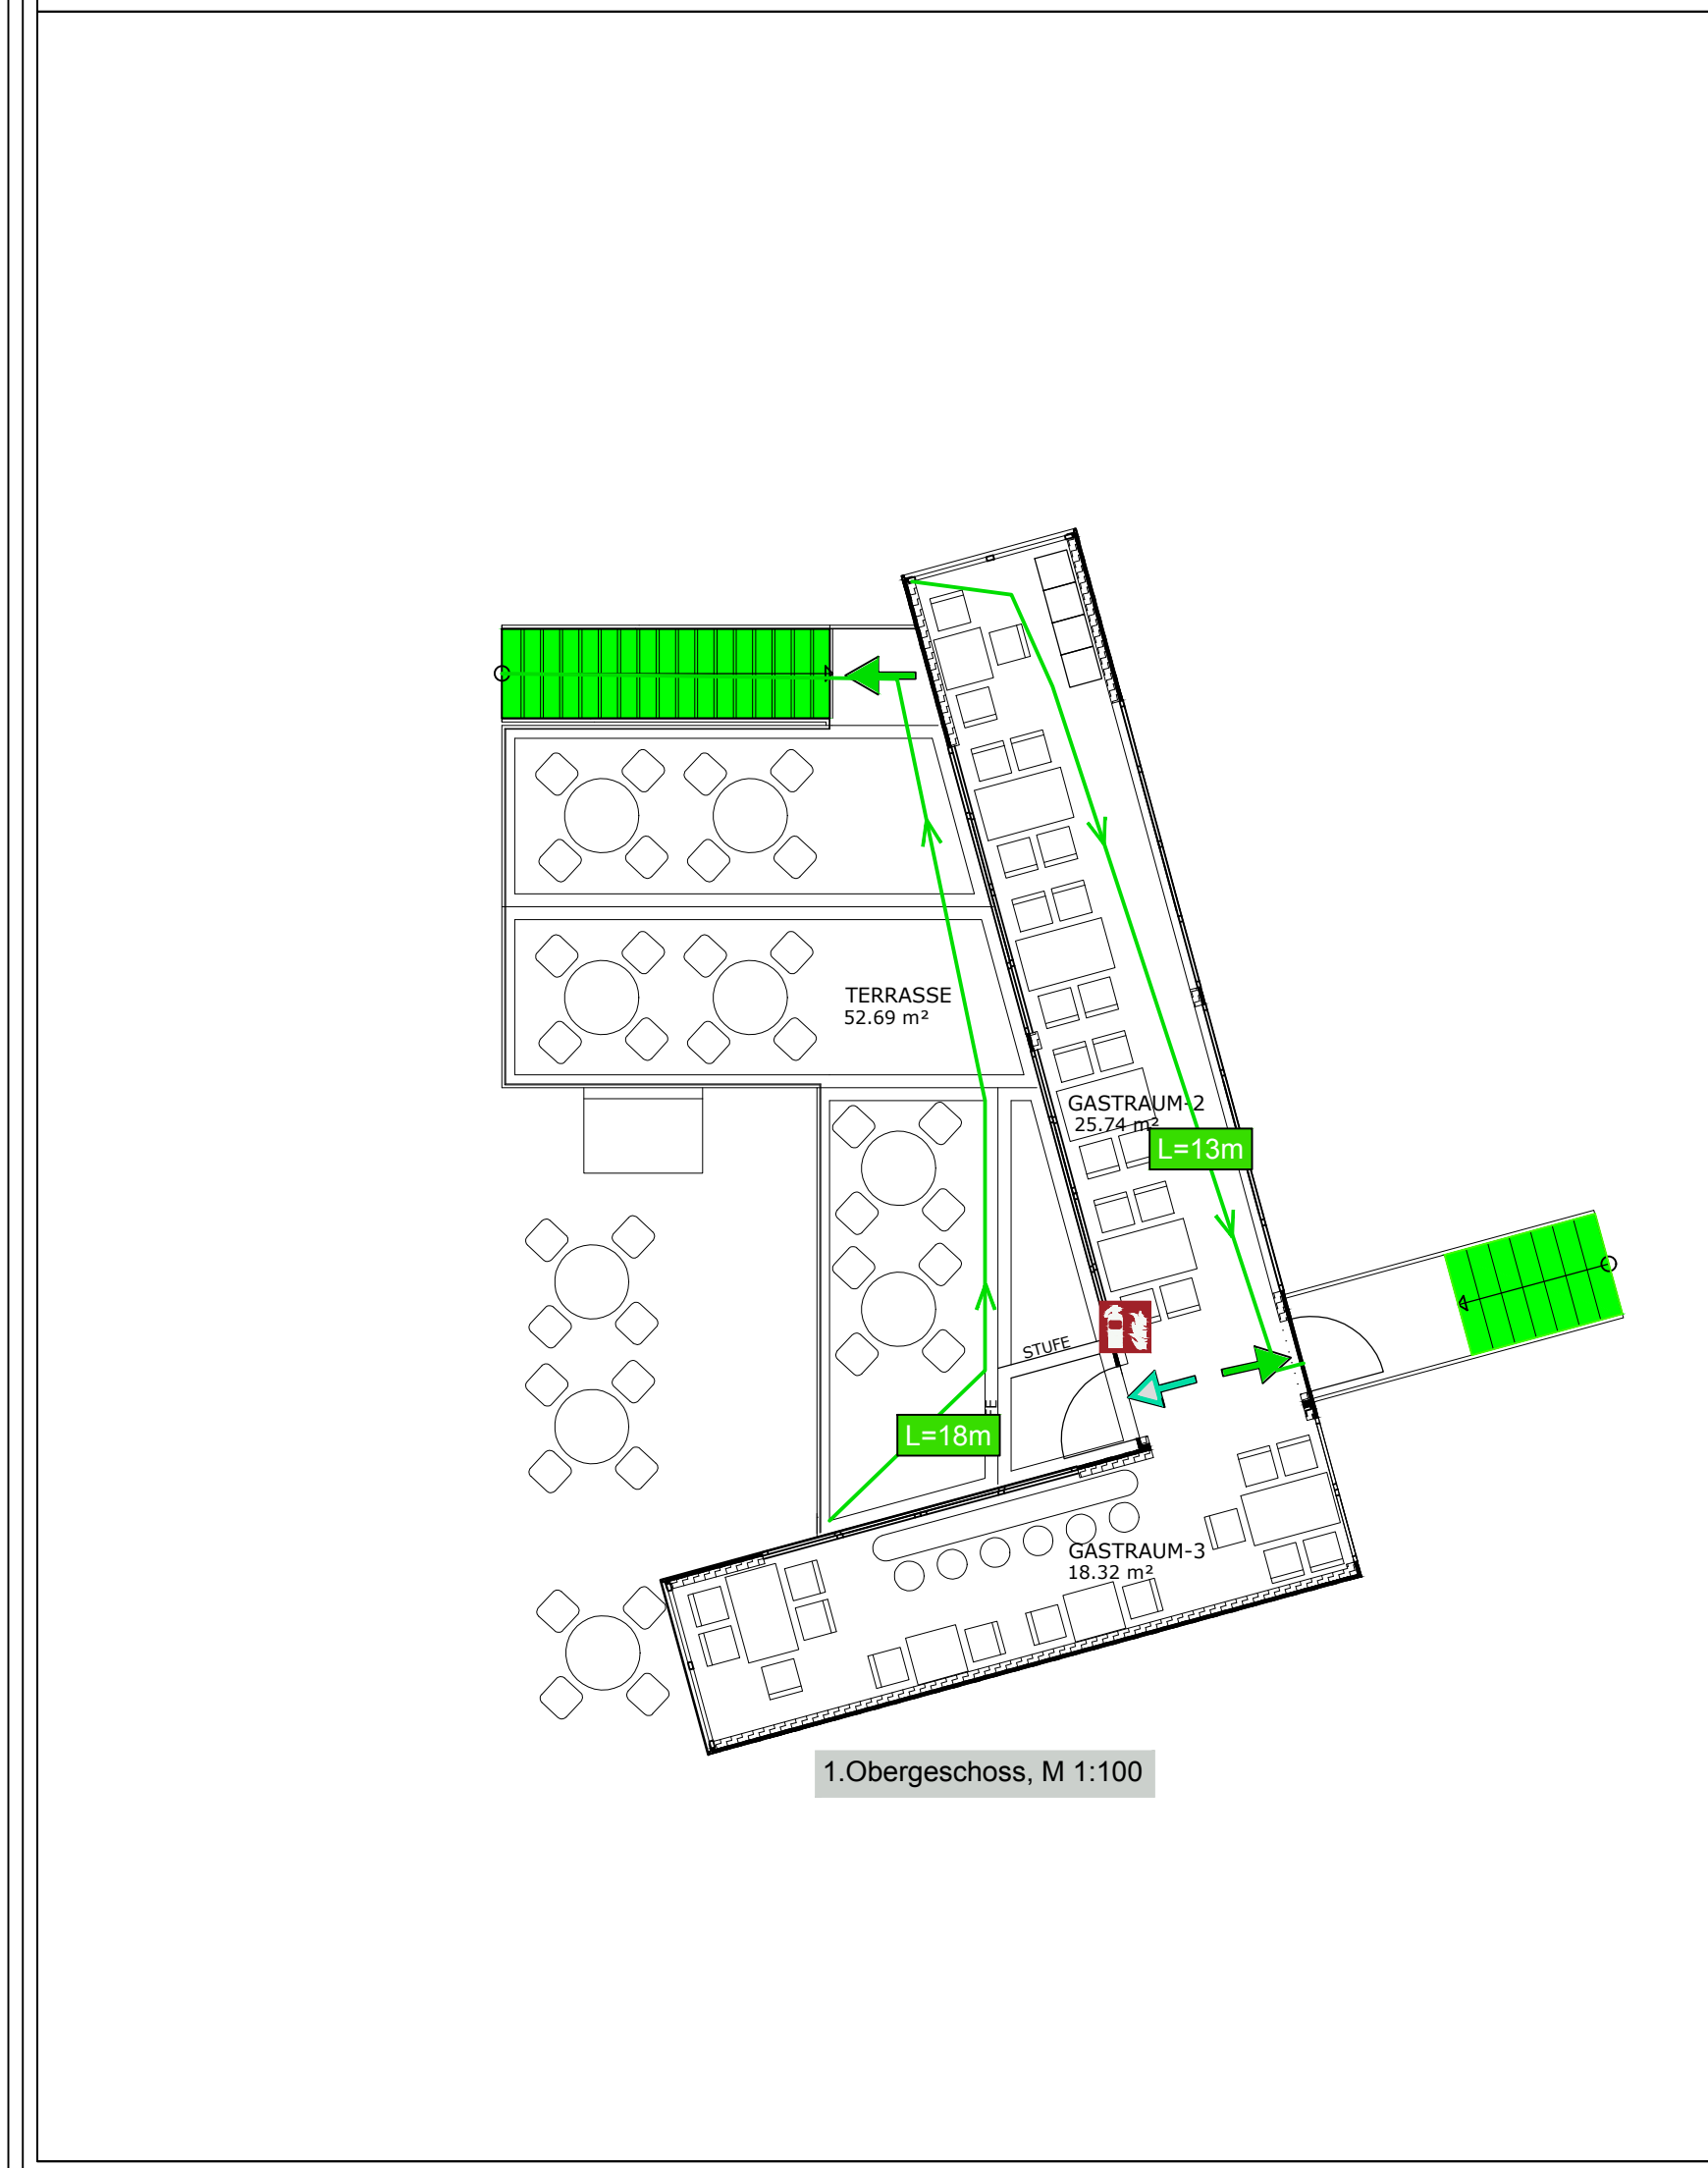 TERRASSE
52.69 m²
GASTRAUM-2
25.74 m²
L=13m
STUFE
L=18m
GASTRAUM-3
18.32 m²
1.Obergeschoss, M 1:100